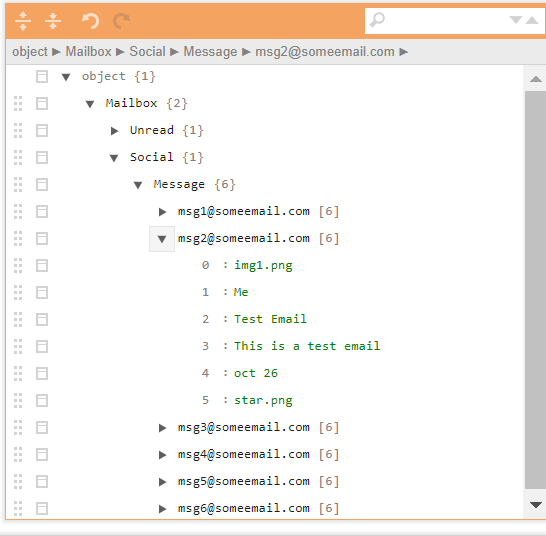 object ▶ Mailbox ▶ Social ▶ Message ▶ msg2@someemail.com ▶
object {1}
Mailbox {2}
Unread {1}
Social {1}
Message {6}
msg1@someemail.com [6]
msg2@someemail.com [6]
0 : img1.png
1 : Me
2 : Test Email
3 : This is a test email
4 : oct 26
5 : star.png
msg3@someemail.com [6]
msg4@someemail.com [6]
msg5@someemail.com [6]
msg6@someemail.com [6]